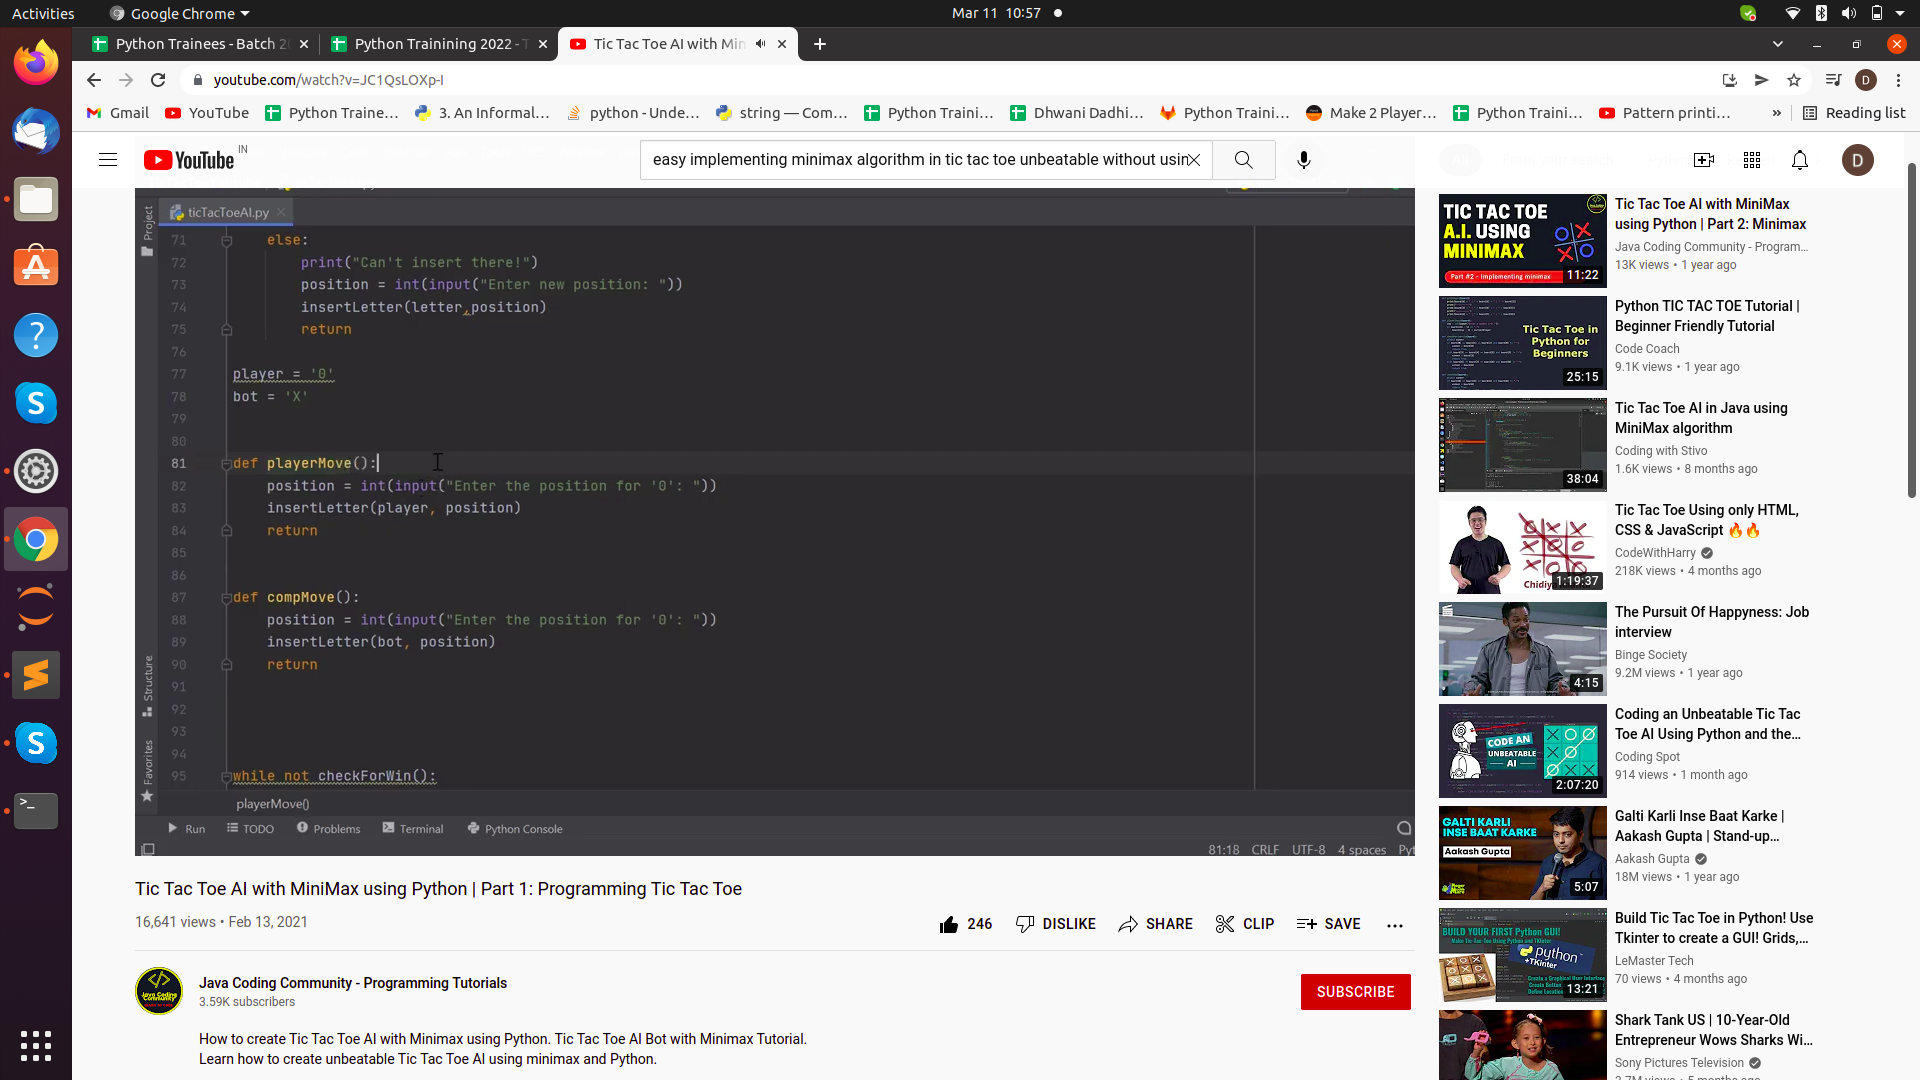 Activities
Google Chrome
Mar 11 10:57
Python Trainees - Batch 2
Python Trainining 2022 - T
Tic Tac Toe AI with Min
youtube.com/watch?v=JC1QsLOXp-I
D
Gmail
YouTube
Python Traine…
3. An Informal…
python - Unde…
string — Com…
Python Traini…
Dhwani Dadhi…
Python Traini…
Make 2 Player…
Python Traini…
Pattern printi…
»
Reading list
YouTube IN
easy implementing minimax algorithm in tic tac toe unbeatable without usin
D
Project
ticTacToeAI.py
71 else:
72 print("Can't insert there!")
73 position = int(input("Enter new position: "))
74 insertLetter(letter,position)
75 return
76
77 player = '0'
78 bot = 'X'
79
80
81 def playerMove():
82 position = int(input("Enter the position for '0': "))
83 insertLetter(player, position)
84 return
85
86
87 def compMove():
88 position = int(input("Enter the position for '0': "))
89 insertLetter(bot, position)
90 return
91
92
93
94
95 while not checkForWin():
Structure
Favorites
playerMove()
Run
TODO
Problems
Terminal
Python Console
81:18 CRLF UTF-8 4 spaces Pyt
Tic Tac Toe AI with MiniMax using Python | Part 1: Programming Tic Tac Toe
16,641 views • Feb 13, 2021
246
DISLIKE
SHARE
CLIP
SAVE
Java Coding Community
Java Coding Community - Programming Tutorials
3.59K subscribers
SUBSCRIBE
How to create Tic Tac Toe AI with Minimax using Python. Tic Tac Toe AI Bot with Minimax Tutorial.
Learn how to create unbeatable Tic Tac Toe AI using minimax and Python.
TIC TAC TOE
A.I. USING
MINIMAX
Part #2 - Implementing minimax
11:22
Tic Tac Toe AI with MiniMax
using Python | Part 2: Minimax
Java Coding Community - Program…
13K views • 1 year ago
Tic Tac Toe in
Python for
Beginners
25:15
Python TIC TAC TOE Tutorial |
Beginner Friendly Tutorial
Code Coach
9.1K views • 1 year ago
38:04
Tic Tac Toe AI in Java using
MiniMax algorithm
Coding with Stivo
1.6K views • 8 months ago
Chidiy
1:19:37
Tic Tac Toe Using only HTML,
CSS & JavaScript 🔥🔥
CodeWithHarry
218K views • 4 months ago
4:15
The Pursuit Of Happyness: Job
interview
Binge Society
9.2M views • 1 year ago
CODE AN
UNBEATABLE
AI
2:07:20
Coding an Unbeatable Tic Tac
Toe AI Using Python and the…
Coding Spot
914 views • 1 month ago
GALTI KARLI
INSE BAAT KARKE
Aakash Gupta
5:07
Galti Karli Inse Baat Karke |
Aakash Gupta | Stand-up…
Aakash Gupta
18M views • 1 year ago
BUILD YOUR FIRST Python GUI!
Make Tic-Tac-Toe Using Python and TKinter
python
+TKinter
13:21
Build Tic Tac Toe in Python! Use
Tkinter to create a GUI! Grids,…
LeMaster Tech
70 views • 4 months ago
Shark Tank US | 10-Year-Old
Entrepreneur Wows Sharks Wi…
Sony Pictures Television